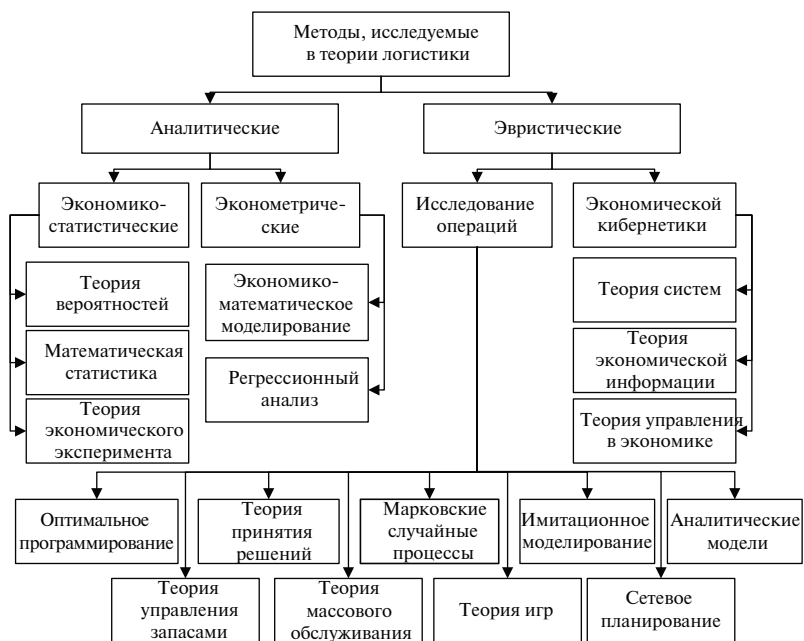 Методы, исследуемые
в теории логистики
Аналитические
Эвристические
Экономико-
статистические
Эконометриче-
ские
Исследование
операций
Экономической
кибернетики
Теория
вероятностей
Математическая
статистика
Теория
экономического
эксперимента
Экономико-
математическое
моделирование
Регрессионный
анализ
Теория систем
Теория
экономической
информации
Теория управления
в экономике
Оптимальное
программирование
Теория
принятия
решений
Марковские
случайные
процессы
Имитационное
моделирование
Аналитические
модели
Теория
управления
запасами
Теория
массового
обслуживания
Теория игр
Сетевое
планирование